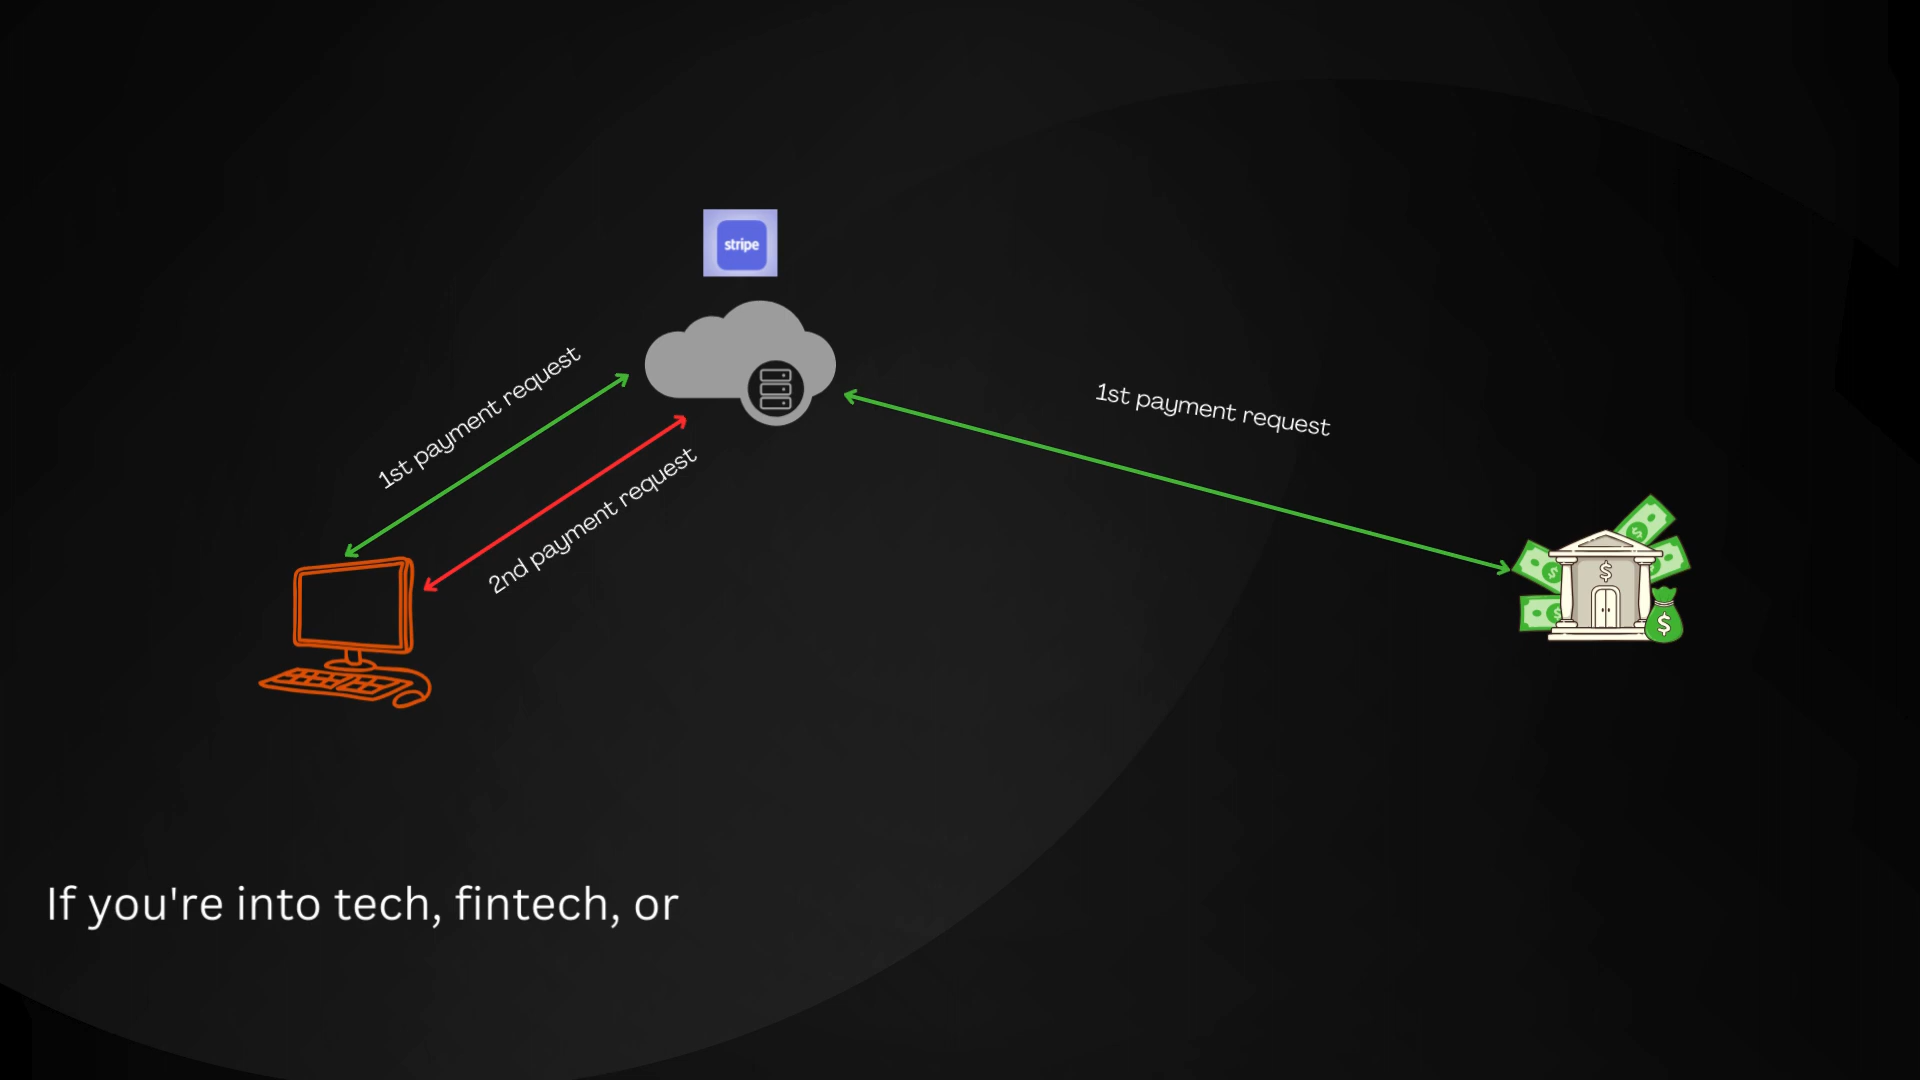 stripe
1st payment request
1st payment request
2nd payment request
$
$
$
$
$
$
If you're into tech, fintech, or